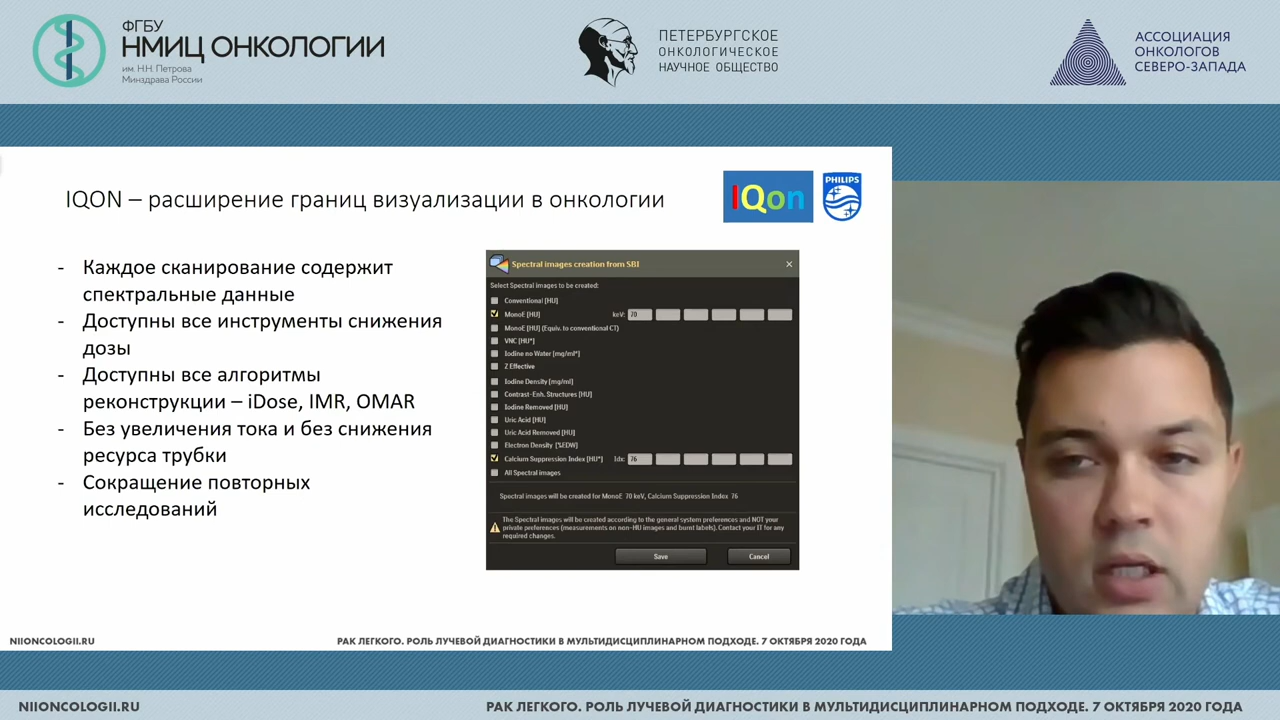 ФГБУ
НМИЦ ОНКОЛОГИИ
им. Н.Н. Петрова
Минздрава России
ПЕТЕРБУРГСКОЕ
ОНКОЛОГИЧЕСКОЕ
НАУЧНОЕ ОБЩЕСТВО
АССОЦИАЦИЯ
ОНКОЛОГОВ
СЕВЕРО-ЗАПАДА
IQON – расширение границ визуализации в онкологии
IQon
PHILIPS
- Каждое сканирование содержит
спектральные данные
- Доступны все инструменты снижения
дозы
- Доступны все алгоритмы
реконструкции – iDose, IMR, OMAR
- Без увеличения тока и без снижения
ресурса трубки
- Сокращение повторных
исследований
Spectral images creation from SBI
Select Spectral images to be created:
Conventional [HU]
MonoE [HU] keV: 70
MonoE [HU] (Equiv. to conventional CT)
VNC [HU*]
Iodine no Water [mg/ml*]
Z Effective
Iodine Density [mg/ml]
Contrast-Enh. Structures [HU]
Iodine Removed [HU]
Uric Acid [HU]
Uric Acid Removed [HU]
Electron Density [%EDW]
Calcium Suppression Index [HU*] Idx: 76
All Spectral images
Spectral images will be created for MonoE 70 keV, Calcium Suppression Index 76
The Spectral images will be created according to the general system preferences and NOT your
private preferences (measurements on non-HU images and burnt labels). Contact your IT for any
required changes.
Save Cancel
NIIONCOLOGII.RU
РАК ЛЕГКОГО. РОЛЬ ЛУЧЕВОЙ ДИАГНОСТИКИ В МУЛЬТИДИСЦИПЛИНАРНОМ ПОДХОДЕ. 7 ОКТЯБРЯ 2020 ГОДА
NIIONCOLOGII.RU
РАК ЛЕГКОГО. РОЛЬ ЛУЧЕВОЙ ДИАГНОСТИКИ В МУЛЬТИДИСЦИПЛИНАРНОМ ПОДХОДЕ. 7 ОКТЯБРЯ 2020 ГОДА